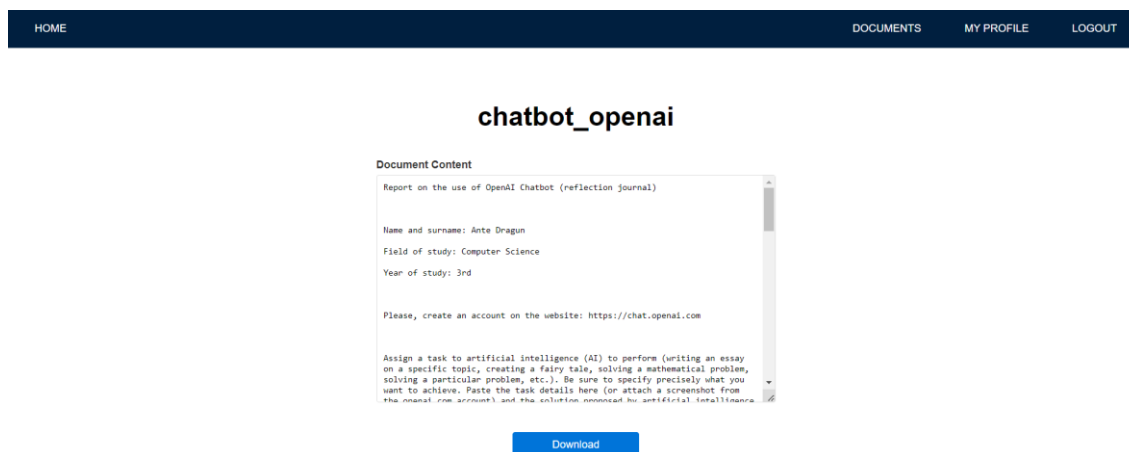 HOME DOCUMENTS MY PROFILE LOGOUT
chatbot_openai
Document Content
Report on the use of OpenAI Chatbot (reflection journal)
Name and surname: Ante Dragun
Field of study: Computer Science
Year of study: 3rd
Please, create an account on the website: https://chat.openai.com
Assign a task to artificial intelligence (AI) to perform (writing an essay
on a specific topic, creating a fairy tale, solving a mathematical problem,
solving a particular problem, etc.). Be sure to specify precisely what you
want to achieve. Paste the task details here (or attach a screenshot from
the openai.com account) and the solution proposed by artificial intelligence
Download